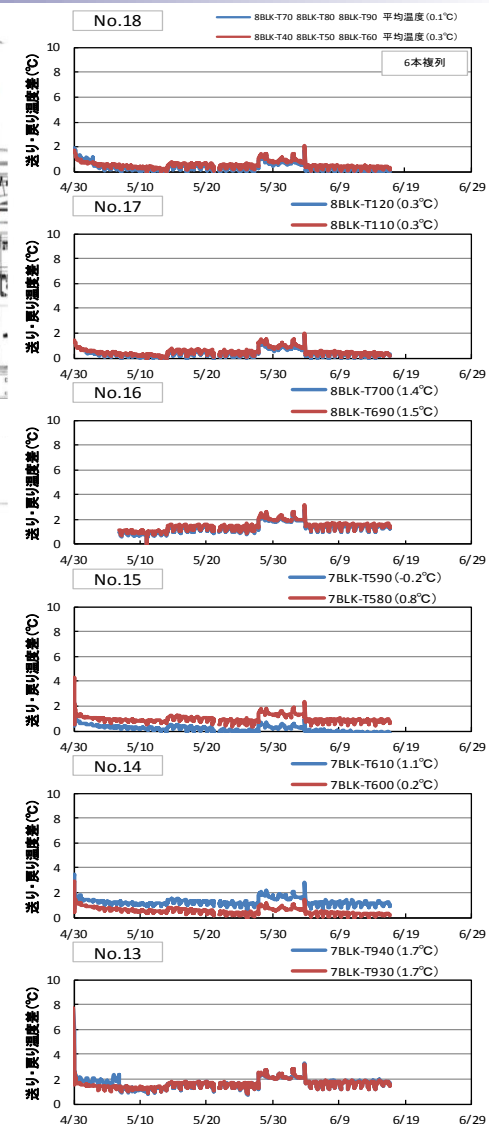 No.18
8BLK-T70 8BLK-T80 8BLK-T90 平均温度(0.1℃)
8BLK-T40 8BLK-T50 8BLK-T60 平均温度(0.3℃)
6本複列
送り・戻り温度差(℃)
10
8
6
4
2
0
4/30 5/10 5/20 5/30 6/9 6/19 6/29
No.17
8BLK-T120(0.3℃)
8BLK-T110(0.3℃)
送り・戻り温度差(℃)
10
8
6
4
2
0
4/30 5/10 5/20 5/30 6/9 6/19 6/29
No.16
8BLK-T700(1.4℃)
8BLK-T690(1.5℃)
送り・戻り温度差(℃)
10
8
6
4
2
0
4/30 5/10 5/20 5/30 6/9 6/19 6/29
No.15
7BLK-T590(-0.2℃)
7BLK-T580(0.8℃)
送り・戻り温度差(℃)
10
8
6
4
2
0
4/30 5/10 5/20 5/30 6/9 6/19 6/29
No.14
7BLK-T610(1.1℃)
7BLK-T600(0.2℃)
送り・戻り温度差(℃)
10
8
6
4
2
0
4/30 5/10 5/20 5/30 6/9 6/19 6/29
No.13
7BLK-T940(1.7℃)
7BLK-T930(1.7℃)
送り・戻り温度差(℃)
10
8
6
4
2
0
4/30 5/10 5/20 5/30 6/9 6/19 6/29